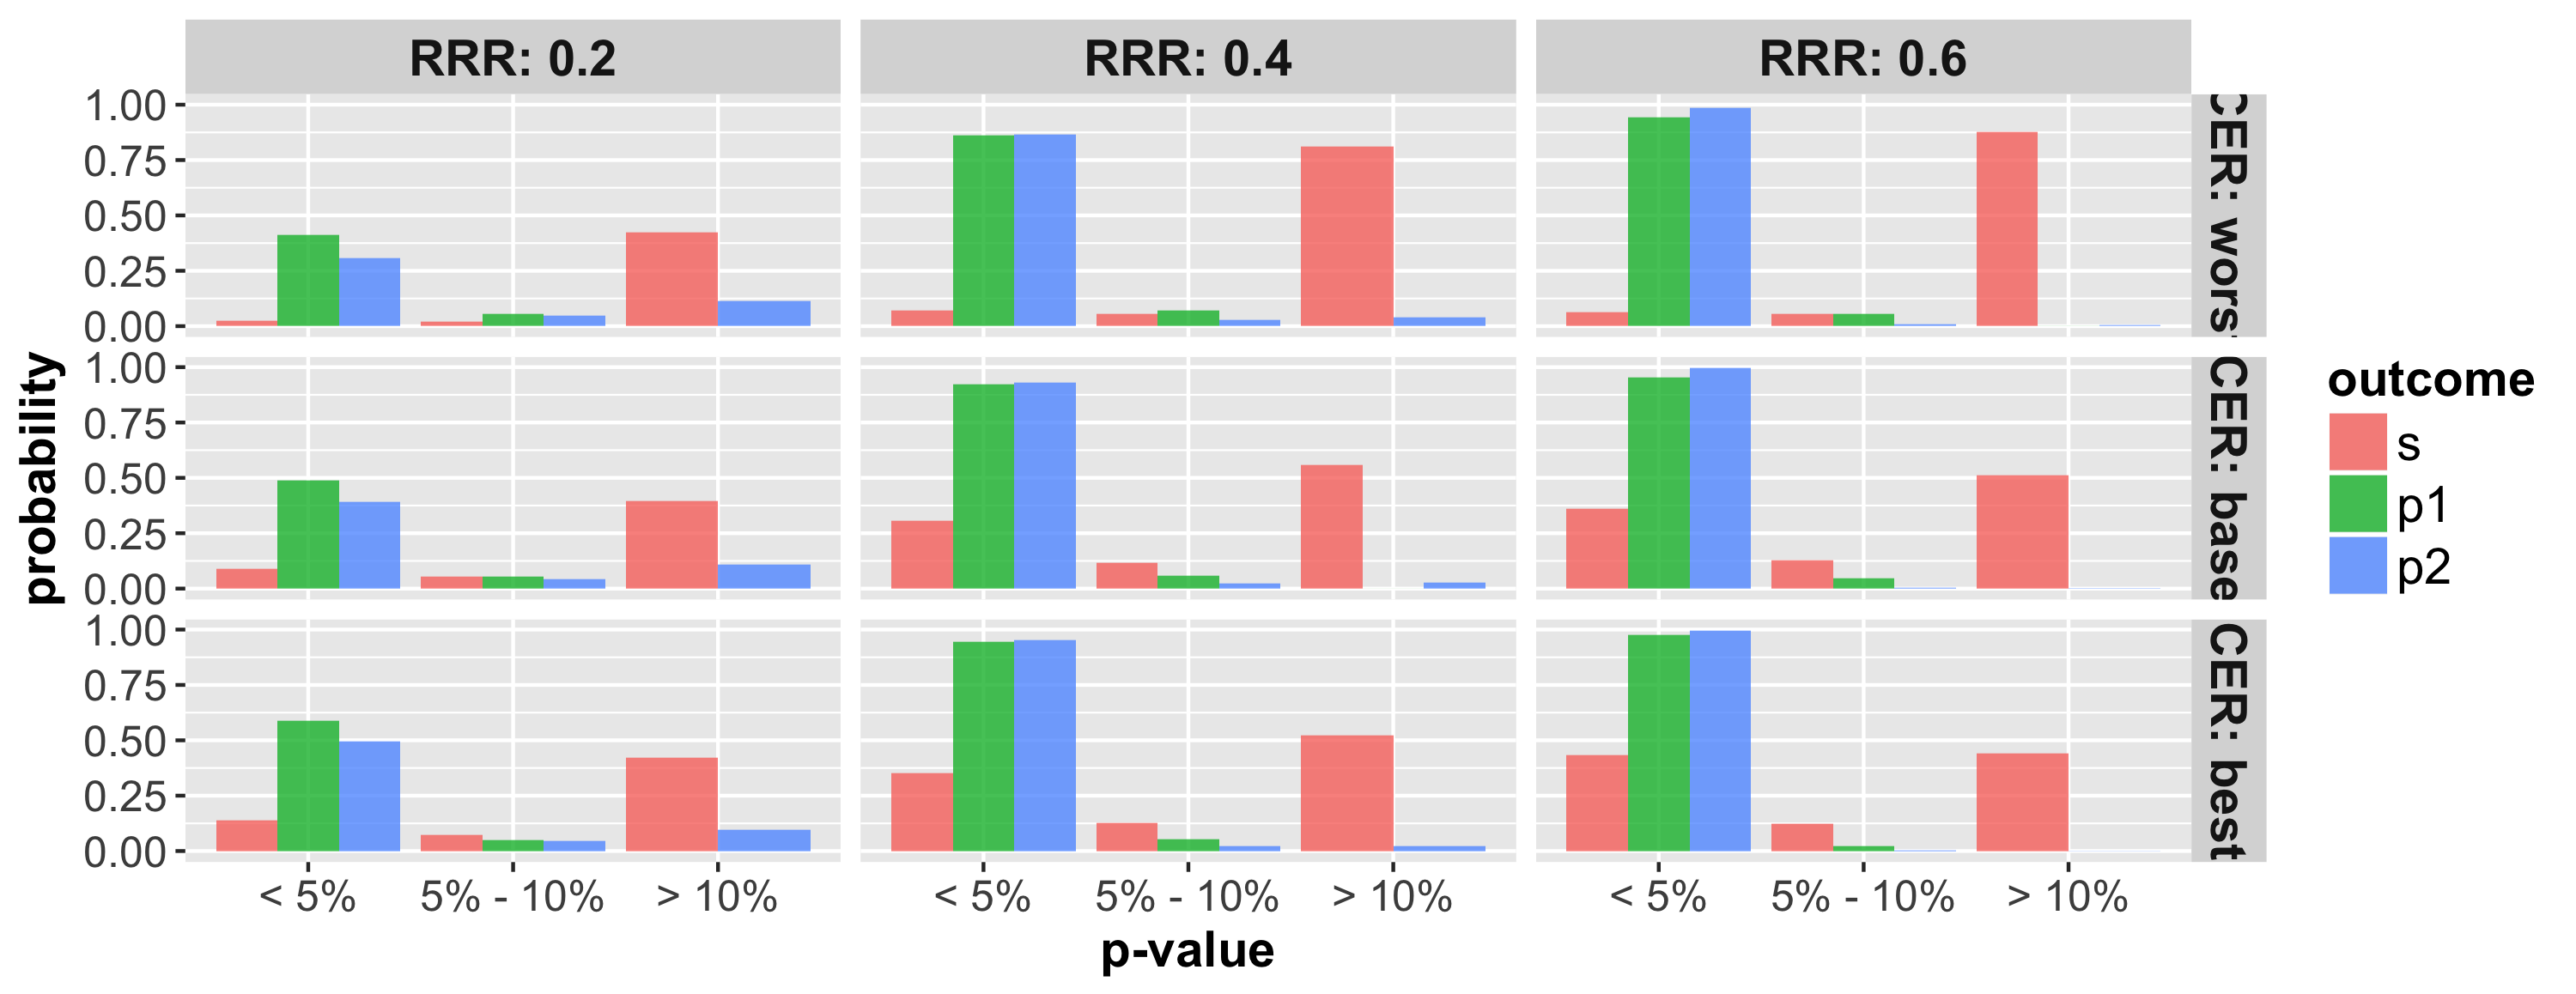 RRR: 0.2 RRR: 0.4 RRR: 0.6
1.00
0.75
0.50
0.25
0.00
CER: wors
1.00
0.75
0.50
0.25
0.00
CER: base
1.00
0.75
0.50
0.25
0.00
CER: best
probability
< 5% 5% - 10% > 10% < 5% 5% - 10% > 10% < 5% 5% - 10% > 10%
p-value
outcome
s
p1
p2